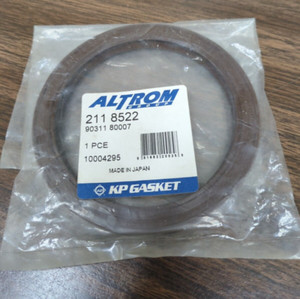 ALTROM
211 8522
90311 80007
1 PCE
10004295
MADE IN JAPAN
KP GASKET